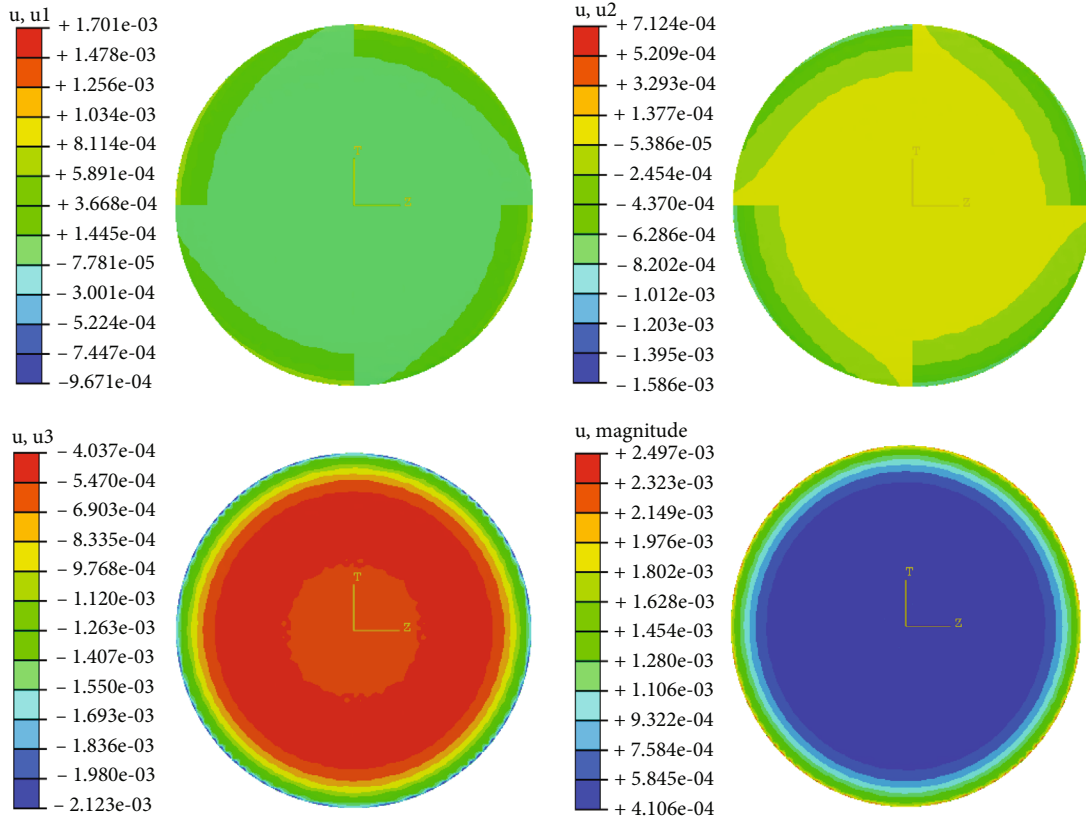 u, u1
+ 1.701e-03
+ 1.478e-03
+ 1.256e-03
+ 1.034e-03
+ 8.114e-04
+ 5.891e-04
+ 3.668e-04
+ 1.445e-04
– 7.781e-05
– 3.001e-04
– 5.224e-04
– 7.447e-04
–9.671e-04
Z
u, u2
+ 7.124e-04
+ 5.209e-04
+ 3.293e-04
+ 1.377e-04
– 5.386e-05
– 2.454e-04
– 4.370e-04
– 6.286e-04
– 8.202e-04
– 1.012e-03
– 1.203e-03
– 1.395e-03
– 1.586e-03
T
Z
u, u3
– 4.037e-04
– 5.470e-04
– 6.903e-04
– 8.335e-04
– 9.768e-04
– 1.120e-03
– 1.263e-03
– 1.407e-03
– 1.550e-03
– 1.693e-03
– 1.836e-03
– 1.980e-03
– 2.123e-03
T
Z
u, magnitude
+ 2.497e-03
+ 2.323e-03
+ 2.149e-03
+ 1.976e-03
+ 1.802e-03
+ 1.628e-03
+ 1.454e-03
+ 1.280e-03
+ 1.106e-03
+ 9.322e-04
+ 7.584e-04
+ 5.845e-04
+ 4.106e-04
T
Z